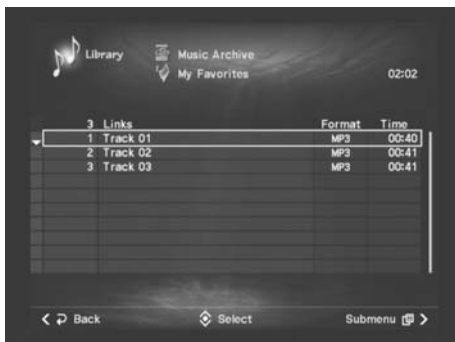 Library Music Archive
My Favorites 02:02
3 Links Format Time
1 Track 01 MP3 00:40
2 Track 02 MP3 00:41
3 Track 03 MP3 00:41
Back Select Submenu